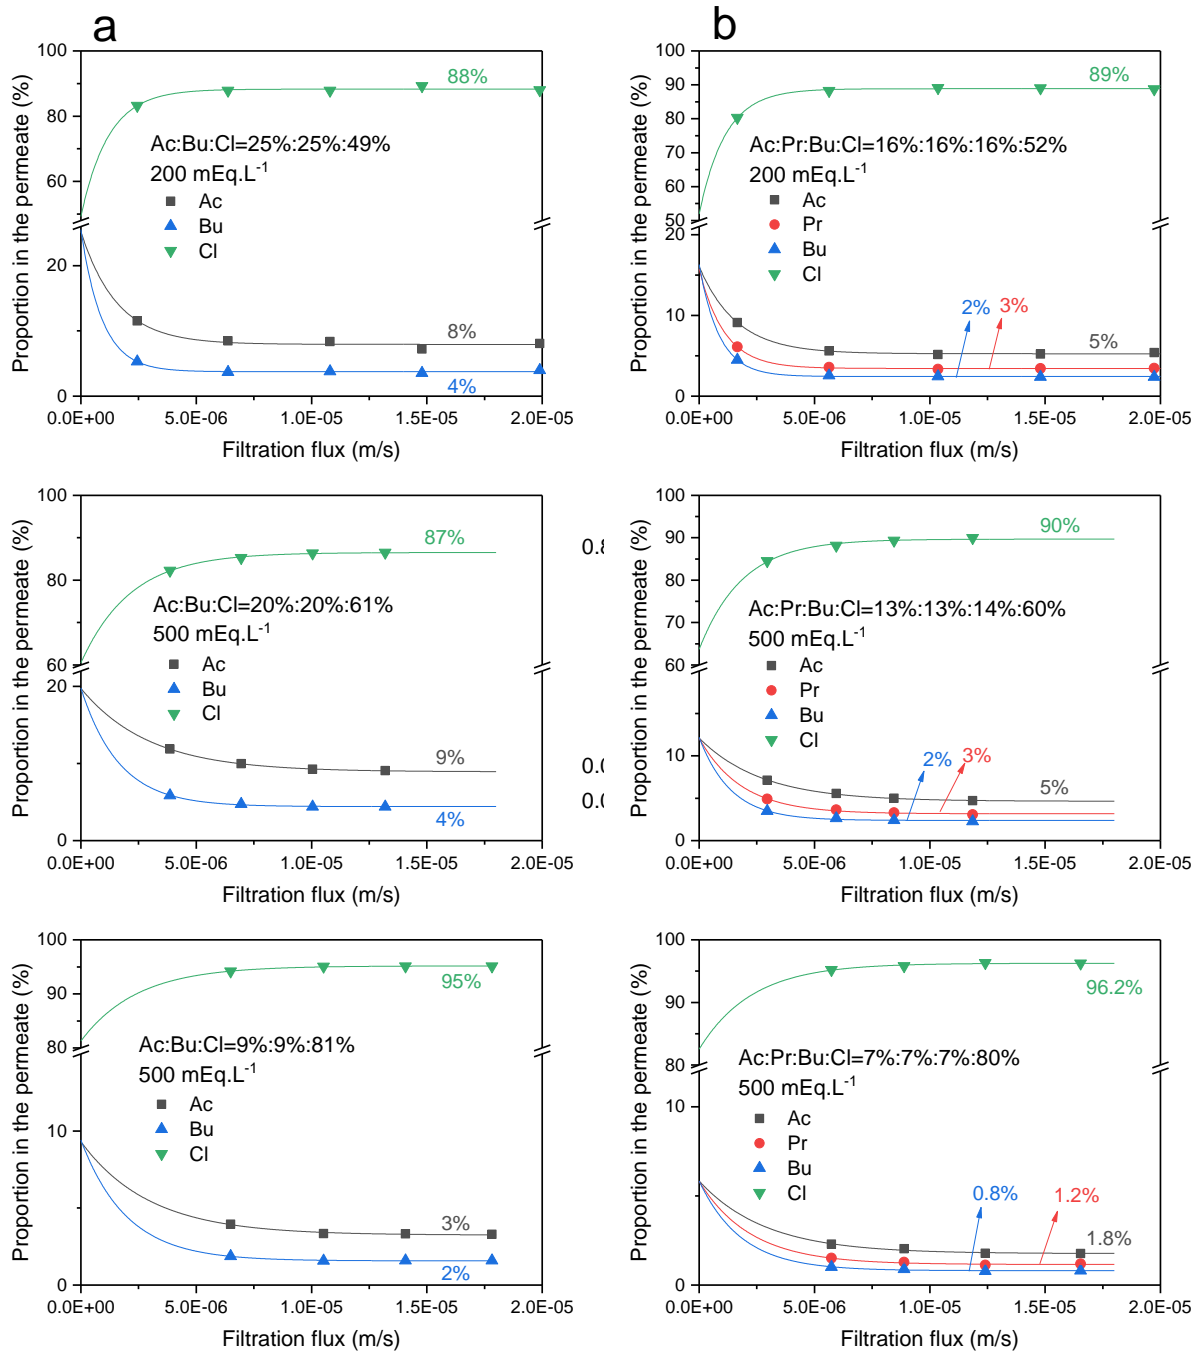 a
100
80
60
20
0
Proportion in the permeate (%)
88%
Ac:Bu:Cl=25%:25%:49%
200 mEq.L⁻¹
Ac
Bu
Cl
8%
4%
0.0E+00 5.0E-06 1.0E-05 1.5E-05 2.0E-05
Filtration flux (m/s)
b
100
90
80
70
60
50
20
10
0
Proportion in the permeate (%)
89%
Ac:Pr:Bu:Cl=16%:16%:16%:52%
200 mEq.L⁻¹
Ac
Pr
Bu
Cl
2% 3%
5%
0.0E+00 5.0E-06 1.0E-05 1.5E-05 2.0E-05
Filtration flux (m/s)
100
80
60
20
10
0
Proportion in the permeate (%)
87%
Ac:Bu:Cl=20%:20%:61%
500 mEq.L⁻¹
Ac
Bu
Cl
9%
4%
0.0E+00 5.0E-06 1.0E-05 1.5E-05 2.0E-05
Filtration flux (m/s)
100
90
80
70
60
10
0
Proportion in the permeate (%)
90%
Ac:Pr:Bu:Cl=13%:13%:14%:60%
500 mEq.L⁻¹
Ac
Pr
Bu
Cl
2% 3%
5%
0.0E+00 5.0E-06 1.0E-05 1.5E-05 2.0E-05
Filtration flux (m/s)
100
95
90
85
80
10
0
Proportion in the permeate (%)
95%
Ac:Bu:Cl=9%:9%:81%
500 mEq.L⁻¹
Ac
Bu
Cl
3%
2%
0.0E+00 5.0E-06 1.0E-05 1.5E-05 2.0E-05
Filtration flux (m/s)
100
90
80
10
0
Proportion in the permeate (%)
96.2%
Ac:Pr:Bu:Cl=7%:7%:7%:80%
500 mEq.L⁻¹
Ac
Pr
Bu
Cl
0.8% 1.2%
1.8%
0.0E+00 5.0E-06 1.0E-05 1.5E-05 2.0E-05
Filtration flux (m/s)